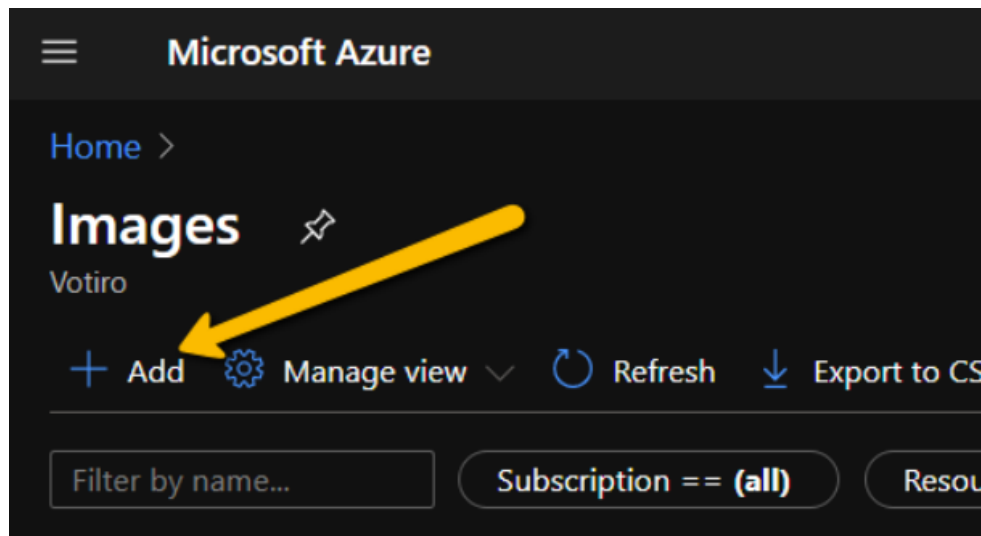 Microsoft Azure
Home >
Images
Votiro
+ Add Manage view Refresh Export to CS
Filter by name... Subscription == (all) Resou